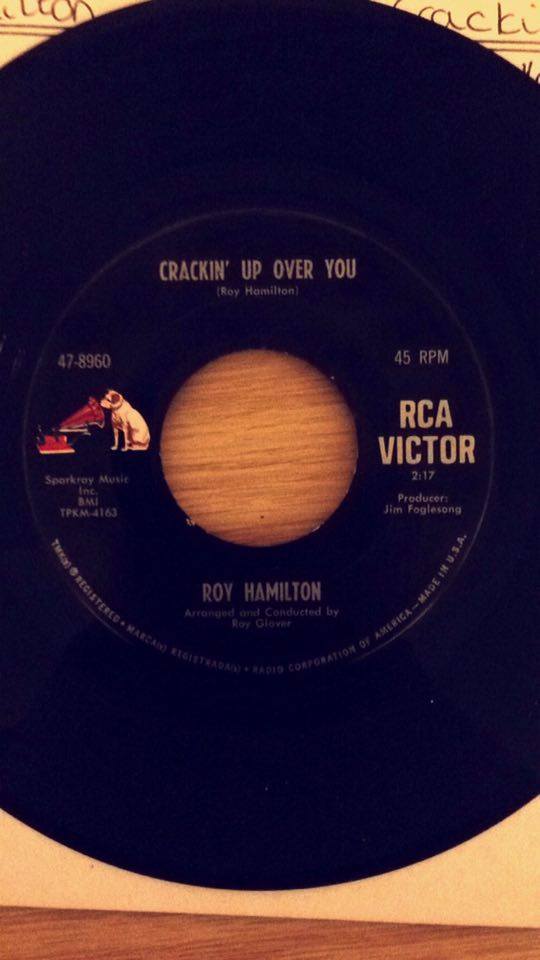 CRACKIN' UP OVER YOU
(Roy Hamilton)
47-8960
45 RPM
RCA
VICTOR
2:17
Sparkray Music
Inc.
BMI
TPKM-4163
Producer:
Jim Foglesong
ROY HAMILTON
Arranged and Conducted by
Ray Glover
TMK(s) ® REGISTERED • MARCA(s) REGISTRADA(s) • RADIO CORPORATION OF AMERICA — MADE IN U.S.A.